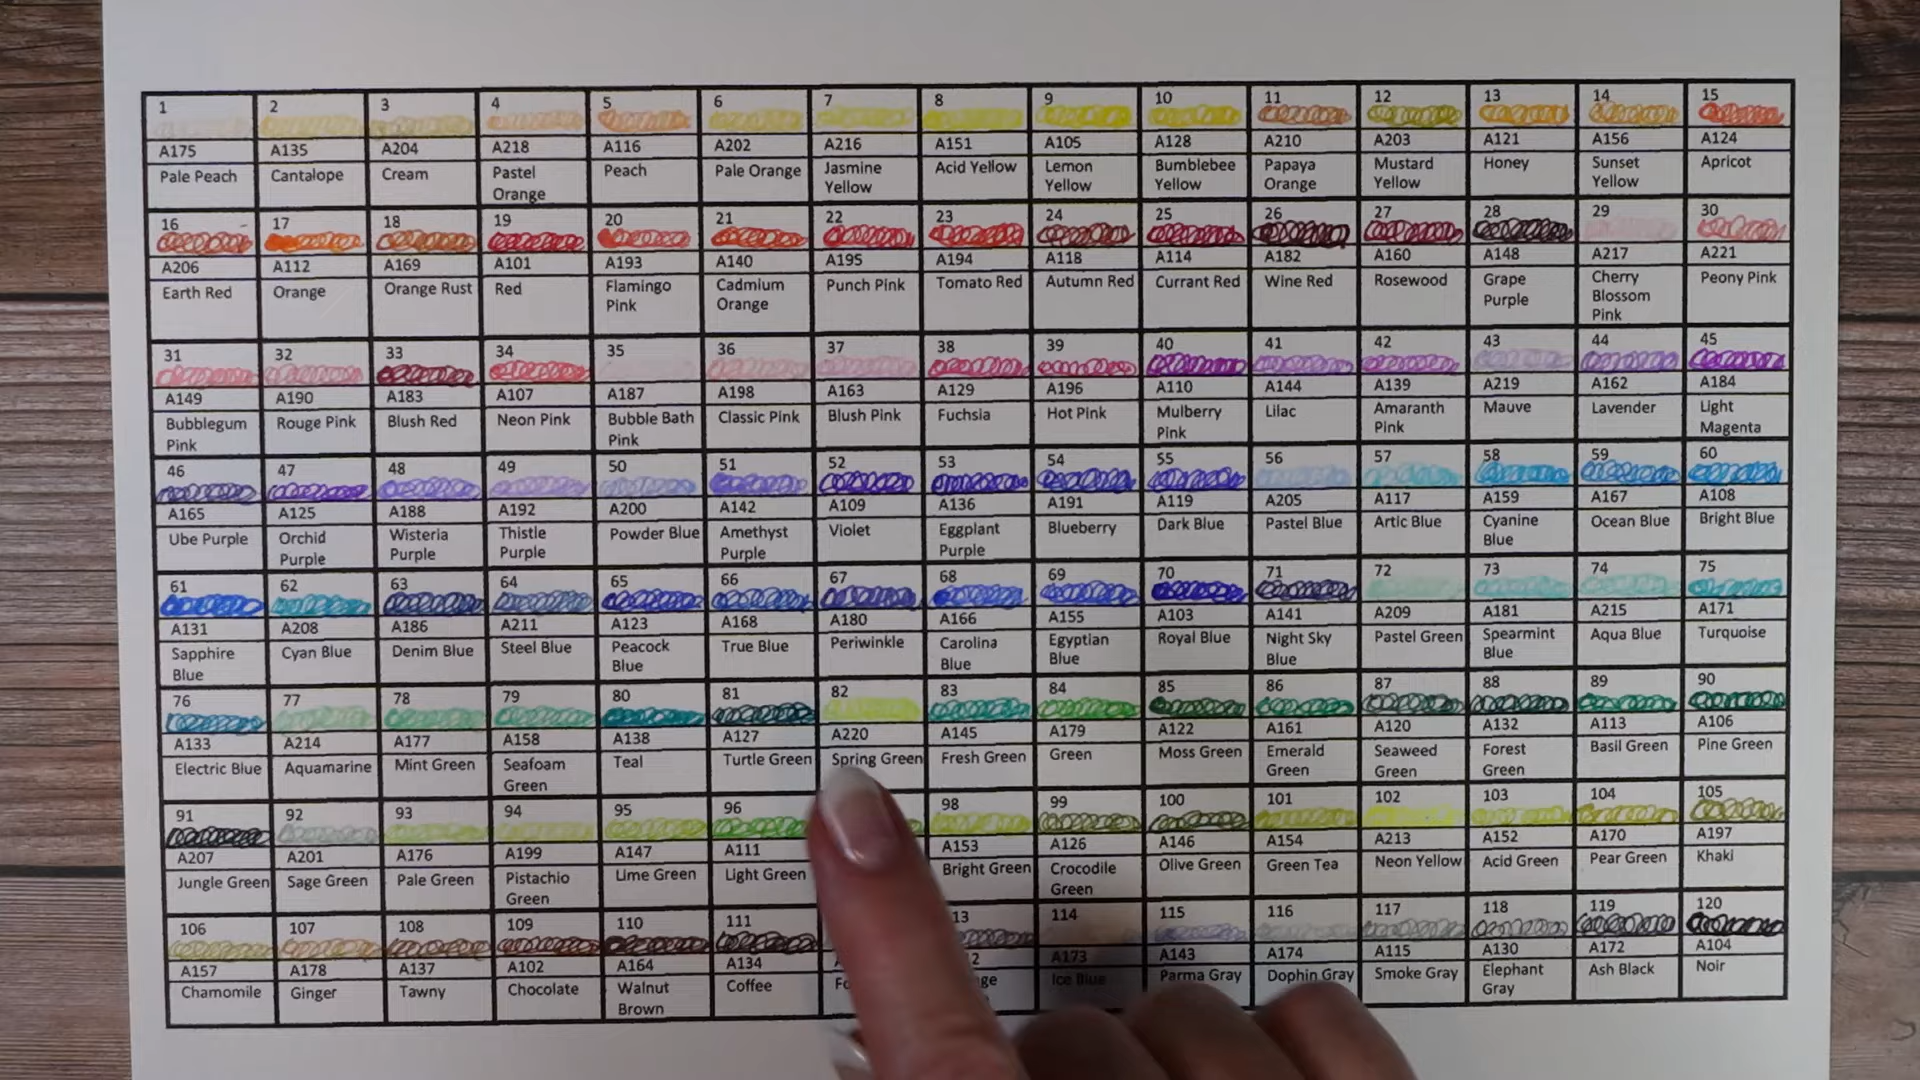 1 2 3 4 5 6 7 8 9 10 11 12 13 14 15
A175 A135 A204 A218 A116 A202 A216 A151 A105 A128 A210 A203 A121 A156 A124
Pale Peach Cantalope Cream Pastel Peach Pale Orange Jasmine Acid Yellow Lemon Bumblebee Papaya Mustard Honey Sunset Apricot
Orange Yellow Yellow Yellow Orange Yellow Yellow
16 17 18 19 20 21 22 23 24 25 26 27 28 29 30
A206 A112 A169 A101 A193 A140 A195 A194 A118 A114 A182 A160 A148 A217 A221
Earth Red Orange Orange Rust Red Flamingo Cadmium Punch Pink Tomato Red Autumn Red Currant Red Wine Red Rosewood Grape Cherry Peony Pink
Pink Orange Purple Blossom
Pink
31 32 33 34 35 36 37 38 39 40 41 42 43 44 45
A149 A190 A183 A107 A187 A198 A163 A129 A196 A110 A144 A139 A219 A162 A184
Bubblegum Rouge Pink Blush Red Neon Pink Bubble Bath Classic Pink Blush Pink Fuchsia Hot Pink Mulberry Lilac Amaranth Mauve Lavender Light
Pink Pink Pink Pink Magenta
46 47 48 49 50 51 52 53 54 55 56 57 58 59 60
A165 A125 A188 A192 A200 A142 A109 A136 A191 A119 A205 A117 A159 A167 A108
Ube Purple Orchid Wisteria Thistle Powder Blue Amethyst Violet Eggplant Blueberry Dark Blue Pastel Blue Artic Blue Cyanine Ocean Blue Bright Blue
Purple Purple Purple Purple Purple Blue
61 62 63 64 65 66 67 68 69 70 71 72 73 74 75
A131 A208 A186 A211 A123 A168 A180 A166 A155 A103 A141 A209 A181 A215 A171
Sapphire Cyan Blue Denim Blue Steel Blue Peacock True Blue Periwinkle Carolina Egyptian Royal Blue Night Sky Pastel Green Spearmint Aqua Blue Turquoise
Blue Blue Blue Blue Blue Blue
76 77 78 79 80 81 82 83 84 85 86 87 88 89 90
A133 A214 A177 A158 A138 A127 A220 A145 A179 A122 A161 A120 A132 A113 A106
Electric Blue Aquamarine Mint Green Seafoam Teal Turtle Green Spring Green Fresh Green Green Moss Green Emerald Seaweed Forest Basil Green Pine Green
Green Green Green Green
91 92 93 94 95 96 98 99 100 101 102 103 104 105
A207 A201 A176 A199 A147 A111 A153 A126 A146 A154 A213 A152 A170 A197
Jungle Green Sage Green Pale Green Pistachio Lime Green Light Green Bright Green Crocodile Olive Green Green Tea Neon Yellow Acid Green Pear Green Khaki
Green Green
106 107 108 109 110 111 13 114 115 116 117 118 119 120
A157 A178 A137 A102 A164 A134 A173 A143 A174 A115 A130 A172 A104
Chamomile Ginger Tawny Chocolate Walnut Coffee Ice Blue Parma Gray Dophin Gray Smoke Gray Elephant Ash Black Noir
Brown Gray